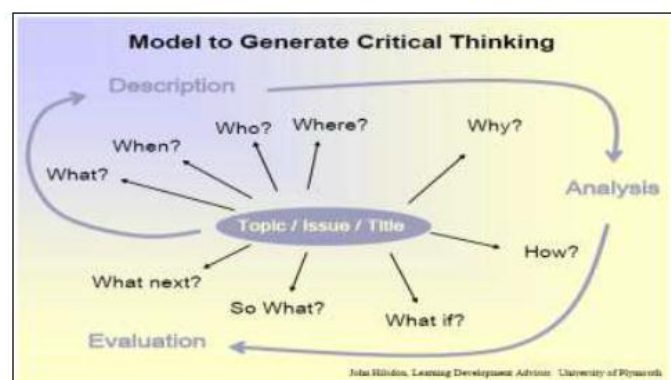 Model to Generate Critical Thinking
Description
Who? Where? Why?
When?
What?
Analysis
Topic / Issue / Title
How?
What next?
So What?
What if?
Evaluation
John Hilsdon, Learning Development Advisor University of Plymouth